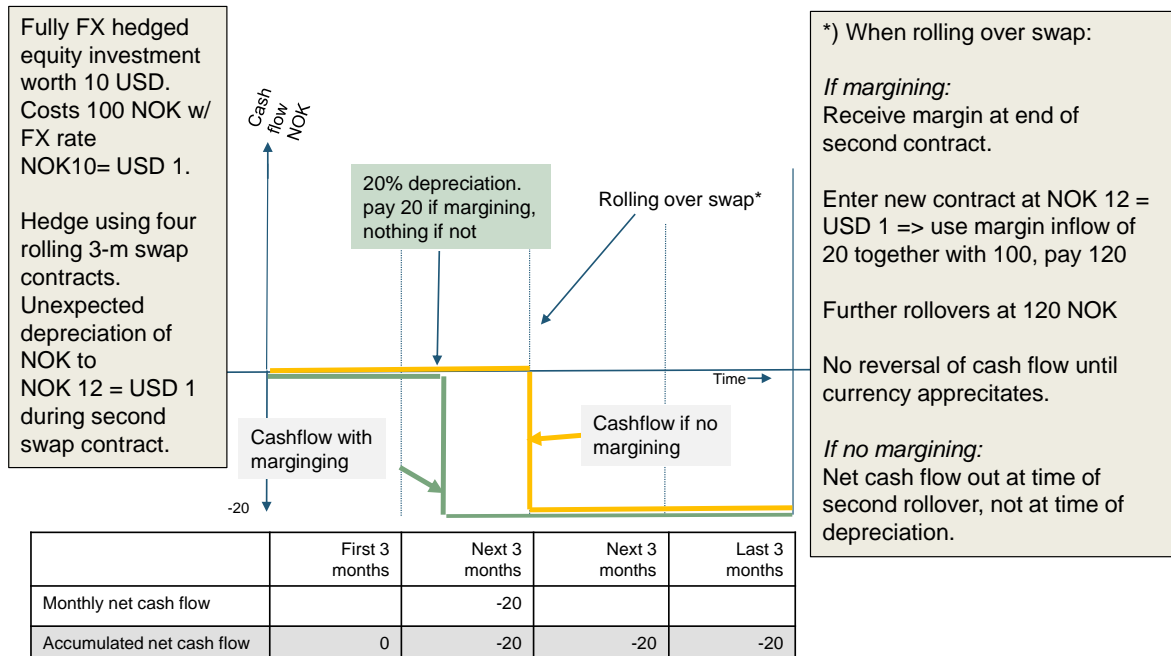 Fully FX hedged
equity investment
worth 10 USD.
Costs 100 NOK w/
FX rate
NOK10= USD 1.
Hedge using four
rolling 3-m swap
contracts.
Unexpected
depreciation of
NOK to
NOK 12 = USD 1
during second
swap contract.
Cash
flow
NOK
20% depreciation.
pay 20 if margining,
nothing if not
Rolling over swap*
Time
Cashflow with
marginging
Cashflow if no
margining
-20
*) When rolling over swap:
If margining:
Receive margin at end of
second contract.
Enter new contract at NOK 12 =
USD 1 => use margin inflow of
20 together with 100, pay 120
Further rollovers at 120 NOK
No reversal of cash flow until
currency apprecitates.
If no margining:
Net cash flow out at time of
second rollover, not at time of
depreciation.
First 3 months Next 3 months Next 3 months Last 3 months
Monthly net cash flow -20
Accumulated net cash flow 0 -20 -20 -20